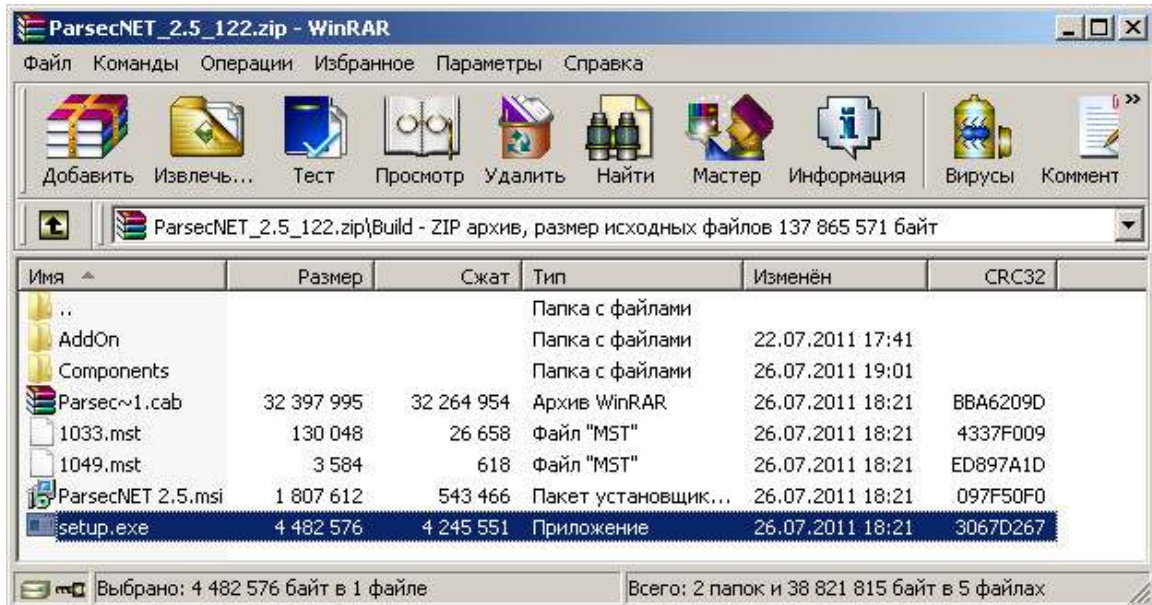 ParsecNET_2.5_122.zip - WinRAR
Файл Команды Операции Избранное Параметры Справка
Добавить Извлечь... Тест Просмотр Удалить Найти Мастер Информация Вирусы Коммент
ParsecNET_2.5_122.zip\Build - ZIP архив, размер исходных файлов 137 865 571 байт
Имя Размер Сжат Тип Изменён CRC32
.. Папка с файлами
AddOn Папка с файлами 22.07.2011 17:41
Components Папка с файлами 26.07.2011 19:01
Parsec~1.cab 32 397 995 32 264 954 Архив WinRAR 26.07.2011 18:21 BBA6209D
1033.mst 130 048 26 658 Файл "MST" 26.07.2011 18:21 4337F009
1049.mst 3 584 618 Файл "MST" 26.07.2011 18:21 ED897A1D
ParsecNET 2.5.msi 1 807 612 543 466 Пакет установщик... 26.07.2011 18:21 097F50F0
setup.exe 4 482 576 4 245 551 Приложение 26.07.2011 18:21 3067D267
Выбрано: 4 482 576 байт в 1 файле Всего: 2 папок и 38 821 815 байт в 5 файлах